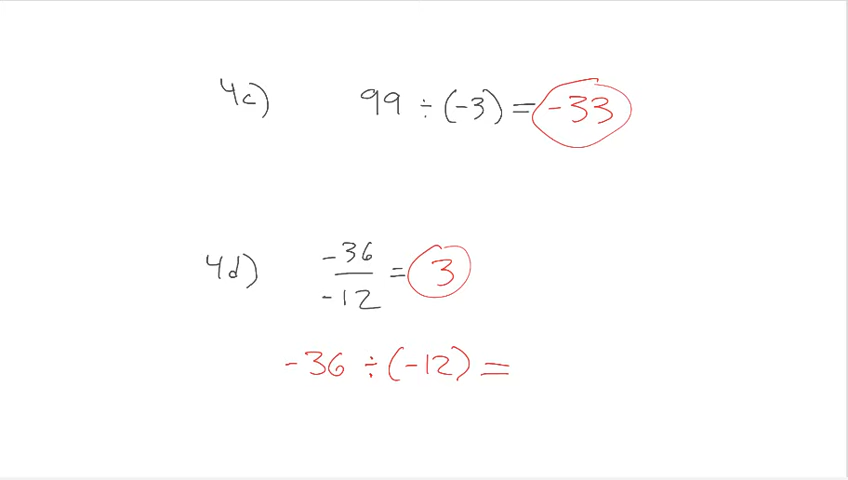 4c) 99 ÷ (-3) = -33
4d) -36/-12 = 3
-36 ÷ (-12) =